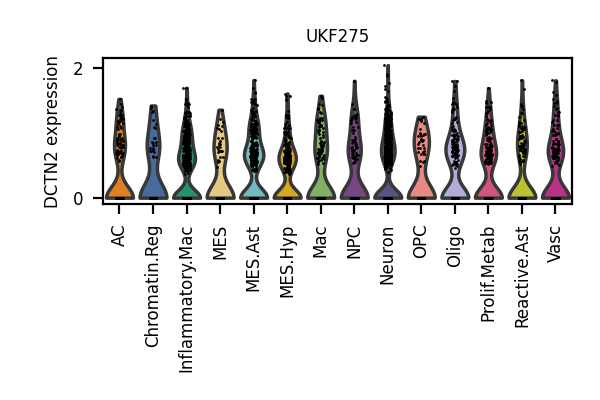 UKF275
DCTN2 expression
2
0
AC
Chromatin.Reg
Inflammatory.Mac
MES
MES.Ast
MES.Hyp
Mac
NPC
Neuron
OPC
Oligo
Prolif.Metab
Reactive.Ast
Vasc